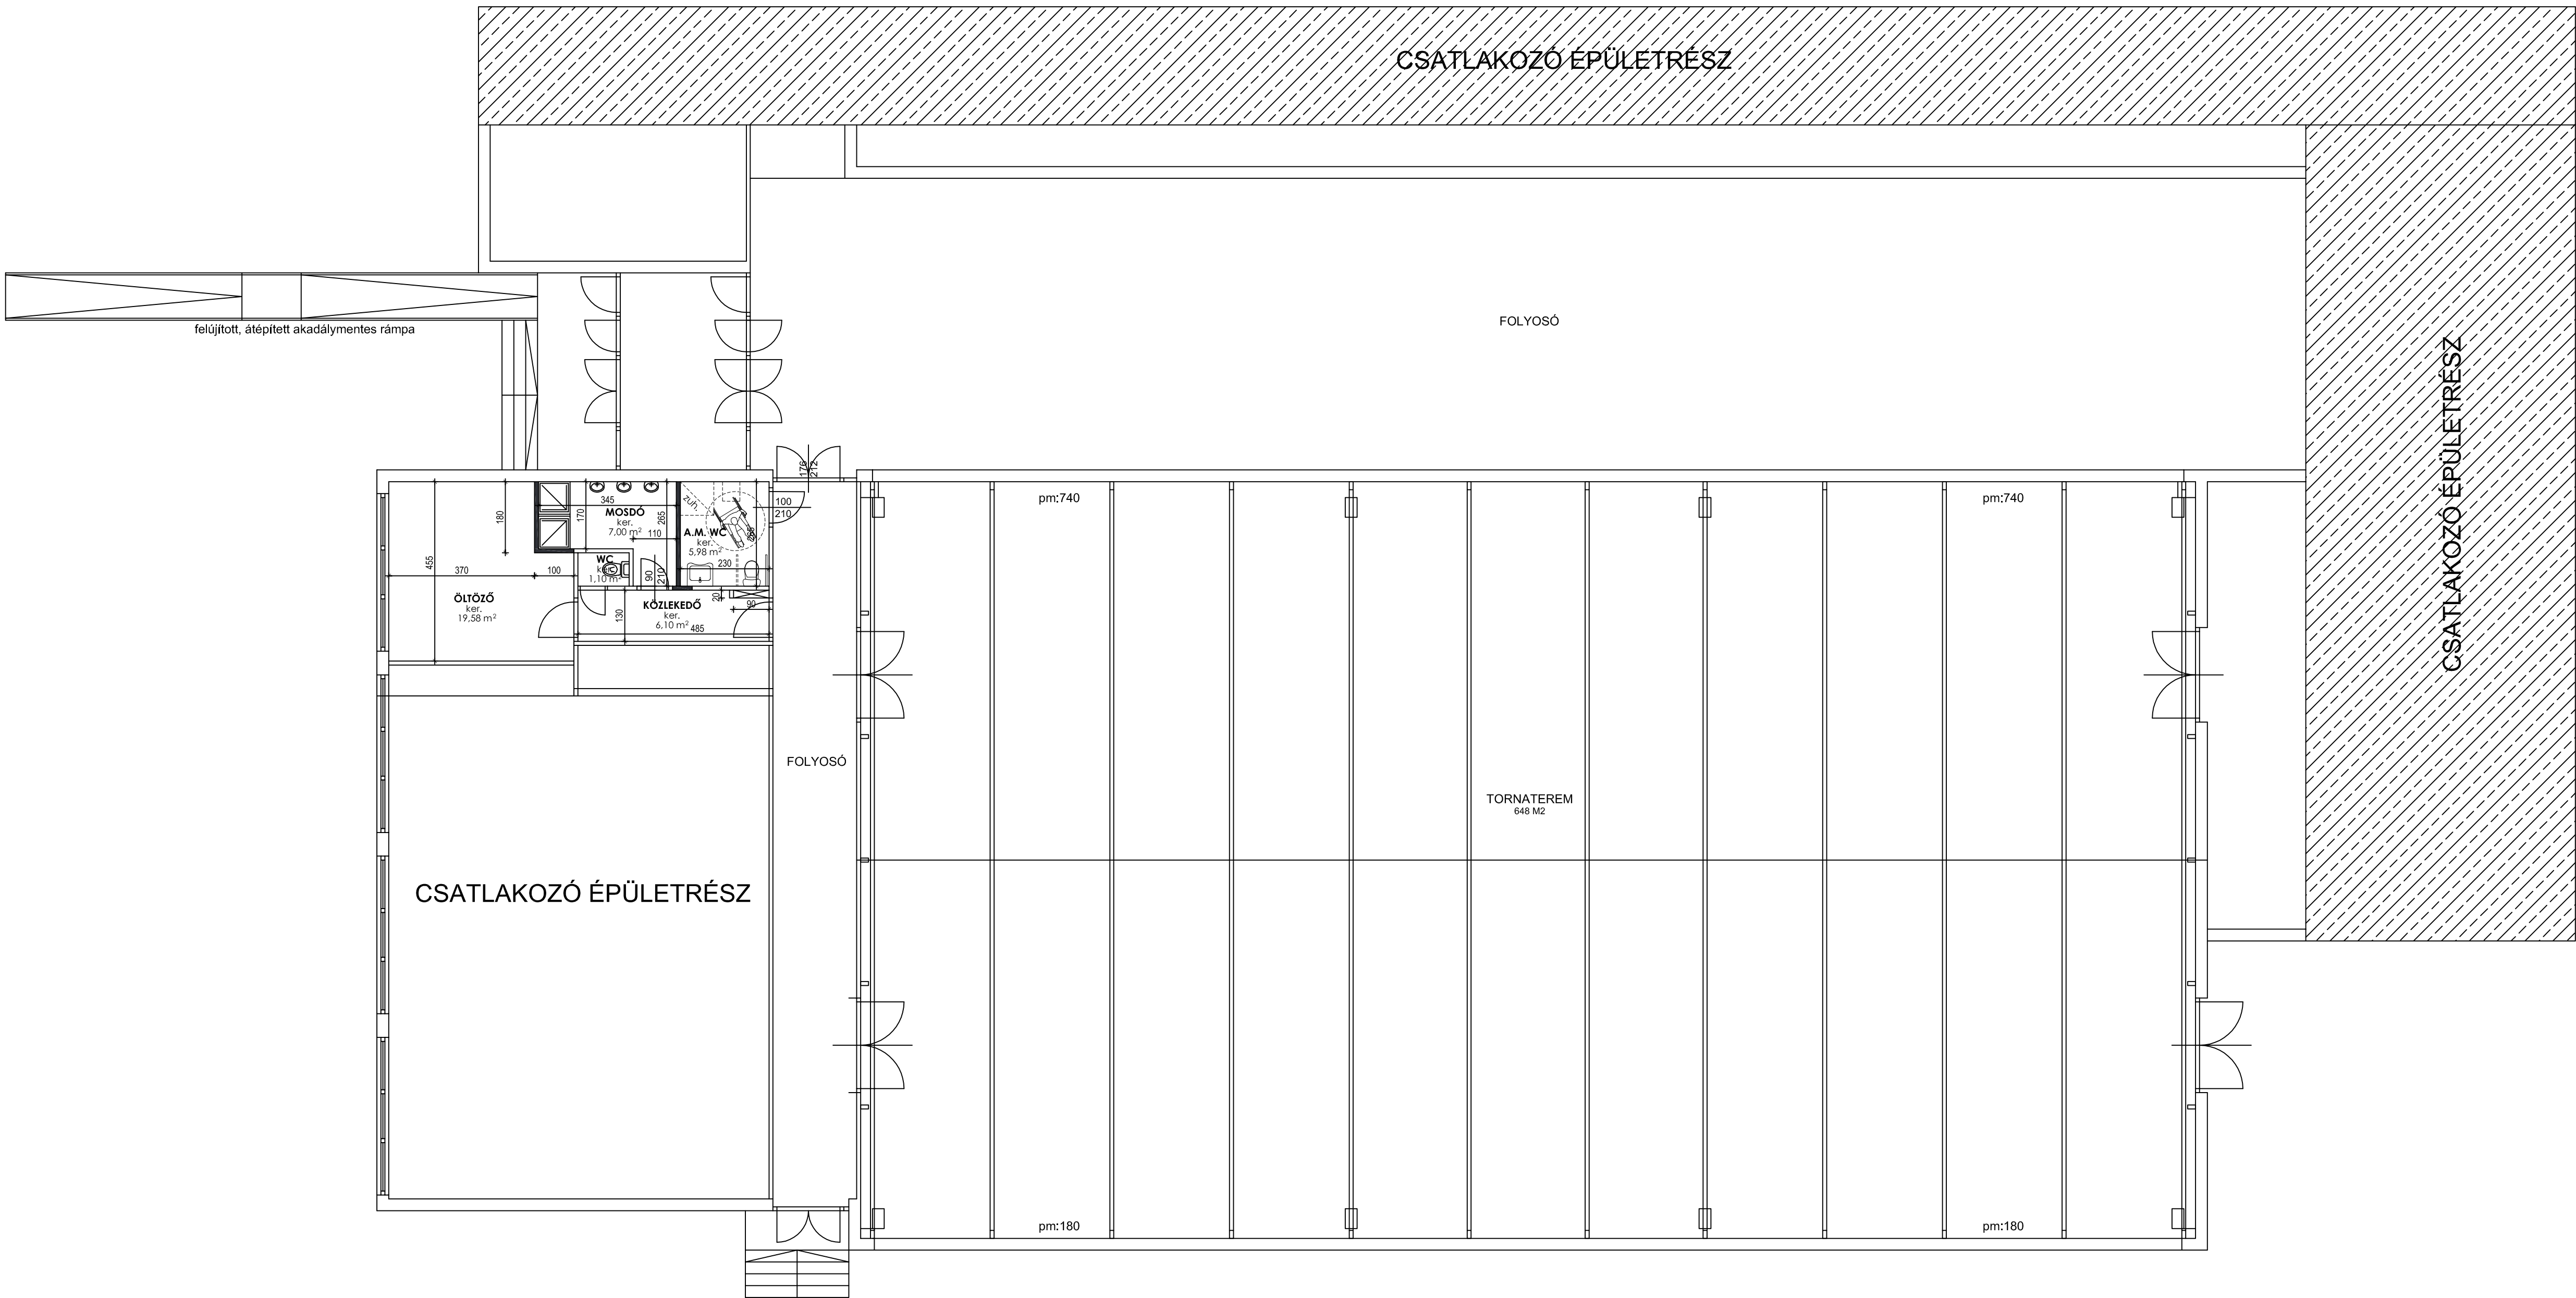 CSATLAKOZÓ ÉPÜLETRÉSZ
felújított, átépített akadálymentes rámpa
FOLYOSÓ
CSATLAKOZÓ ÉPÜLETRÉSZ
176
212
100
210
345
MOSDÓ
ker.
7,00 m²
170
265
110
180
zuh.
A.M. WC
ker.
5,98 m²
265
230
WC
ker.
1,10 m²
90
210
455
370
100
ÖLTÖZŐ
ker.
19,58 m²
KÖZLEKEDŐ
ker.
6,10 m²
485
130
20
90
pm:740
pm:740
FOLYOSÓ
TORNATEREM
648 M2
CSATLAKOZÓ ÉPÜLETRÉSZ
pm:180
pm:180